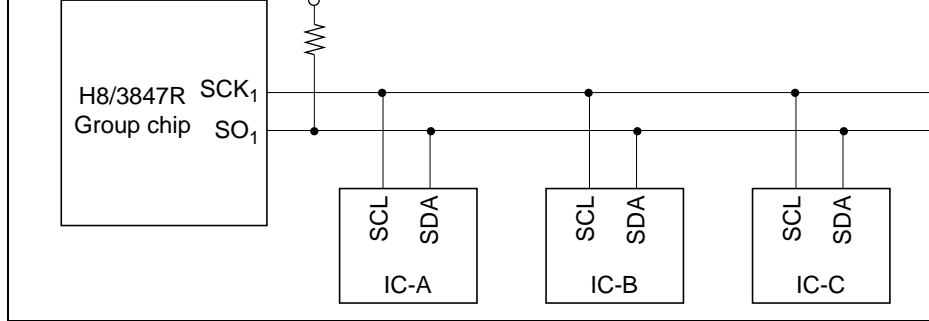 H8/3847R
Group chip
SCK1
SO1
SCL
SDA
IC-A
SCL
SDA
IC-B
SCL
SDA
IC-C